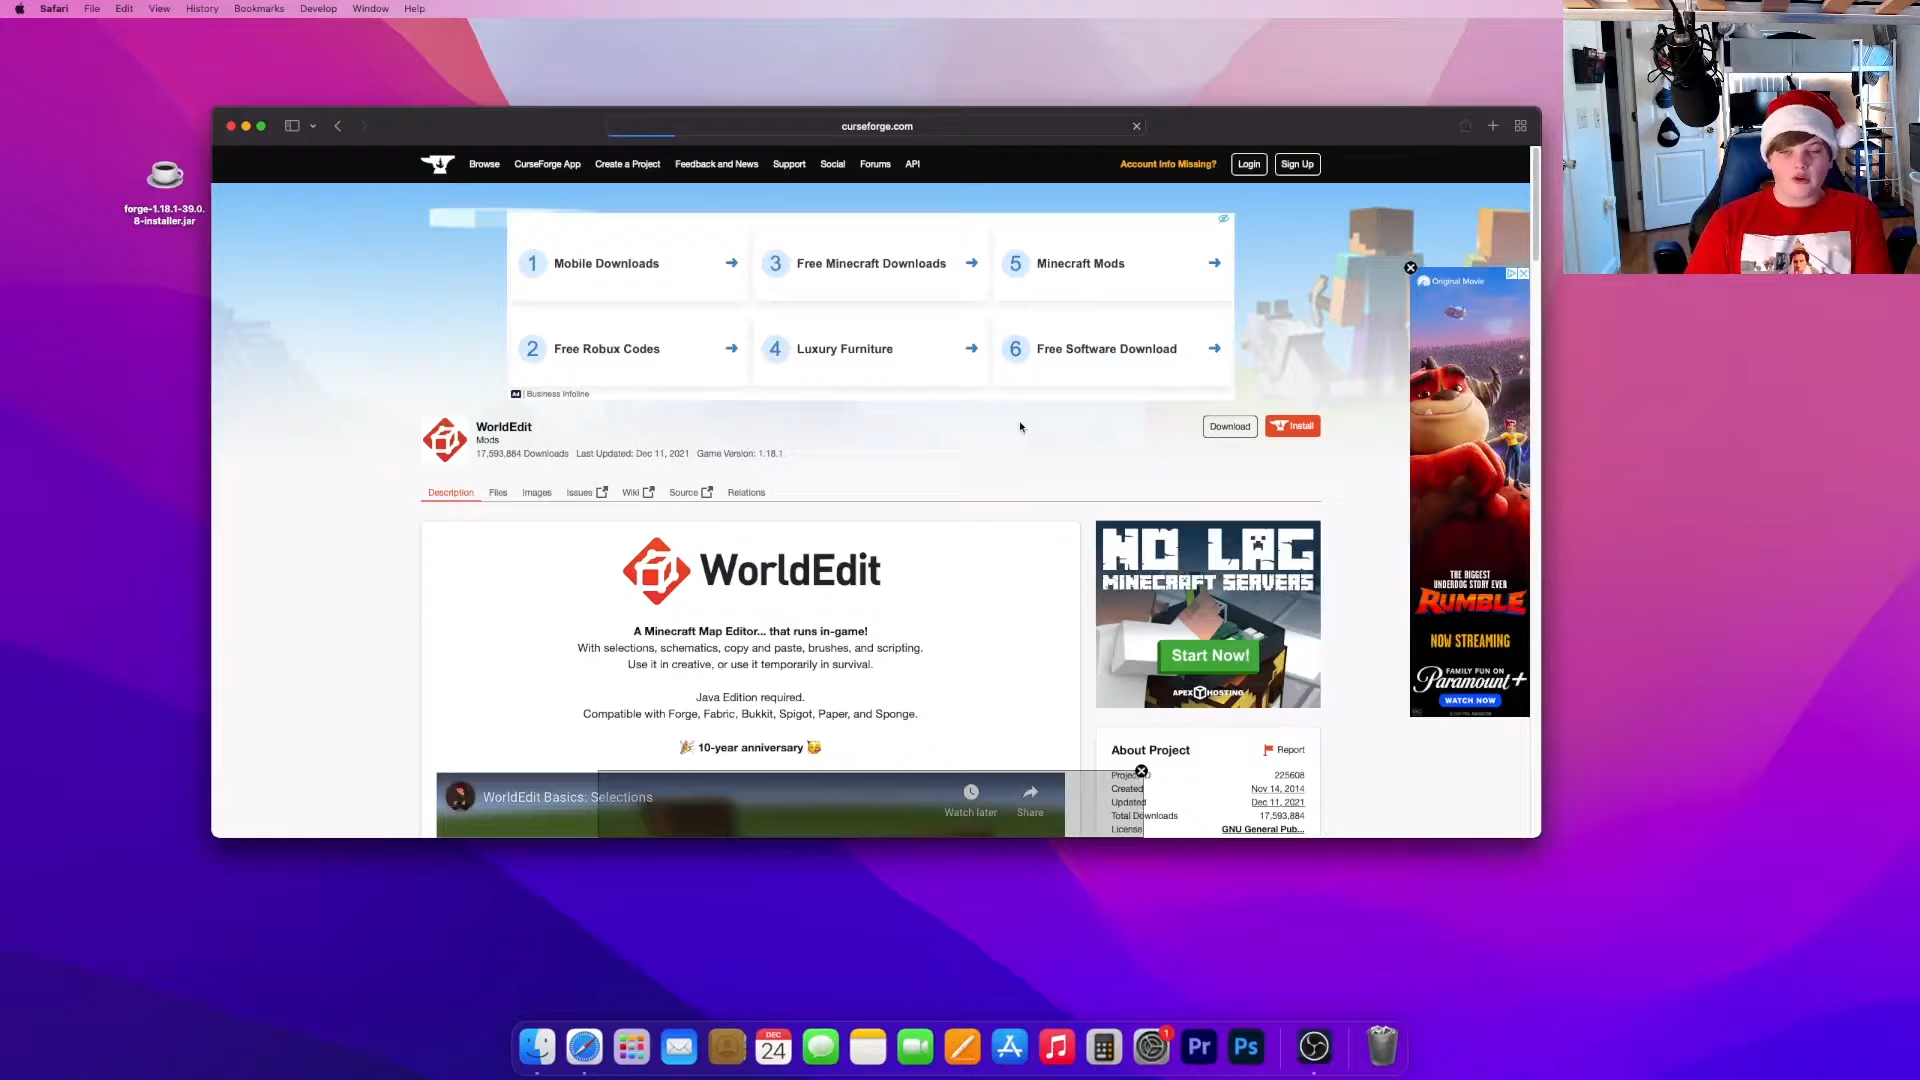 Safari File Edit View History Bookmarks Develop Window Help
curseforge.com
forge-1.18.1-39.0.
8-installer.jar
Browse CurseForge App Create a Project Feedback and News Support Social Forums API
Account Info Missing? Login Sign Up
1 Mobile Downloads
3 Free Minecraft Downloads
5 Minecraft Mods
2 Free Robux Codes
4 Luxury Furniture
6 Free Software Download
Ad | Business Infoline
Original Movie
THE BIGGEST
UNDERDOG STORY EVER
RUMBLE
NOW STREAMING
FAMILY FUN ON
Paramount+
WATCH NOW
WorldEdit
Mods
17,593,884 Downloads Last Updated: Dec 11, 2021 Game Version: 1.18.1
Download Install
Description Files Images Issues Wiki Source Relations
WorldEdit
A Minecraft Map Editor... that runs in-game!
With selections, schematics, copy and paste, brushes, and scripting.
Use it in creative, or use it temporarily in survival.
Java Edition required.
Compatible with Forge, Fabric, Bukkit, Spigot, Paper, and Sponge.
🎉 10-year anniversary 🥳
WorldEdit Basics: Selections
Watch later Share
NO LAG
MINECRAFT SERVERS
Start Now!
APEX HOSTING
About Project Report
225608
Created Nov 14, 2014
Updated Dec 11, 2021
Total Downloads 17,593,884
License GNU General Pub...
DEC
24
1
Pr
Ps